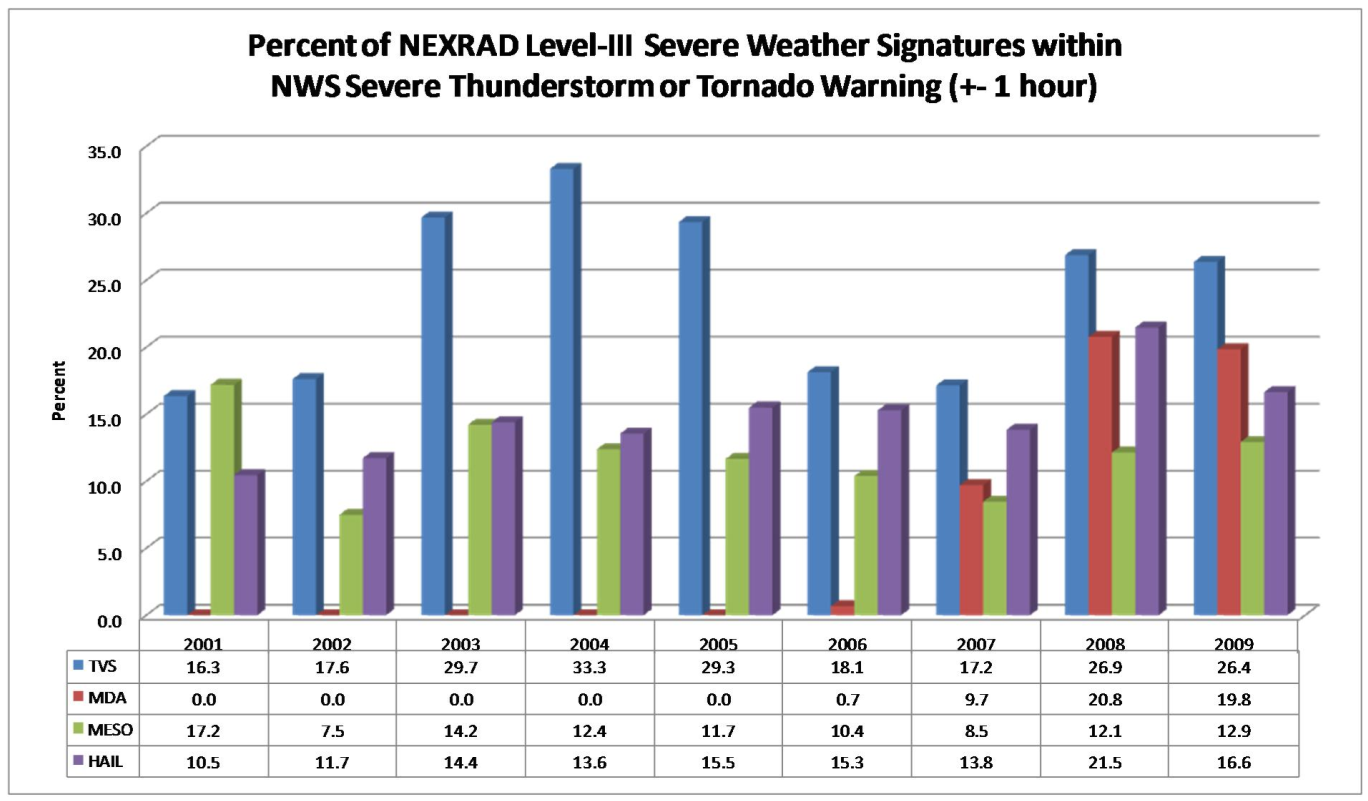 Percent of NEXRAD Level-III Severe Weather Signatures within
NWS Severe Thunderstorm or Tornado Warning (+- 1 hour)
35.0
30.0
25.0
20.0
15.0
10.0
5.0
0.0
Percent
2001 2002 2003 2004 2005 2006 2007 2008 2009
TVS 16.3 17.6 29.7 33.3 29.3 18.1 17.2 26.9 26.4
MDA 0.0 0.0 0.0 0.0 0.0 0.7 9.7 20.8 19.8
MESO 17.2 7.5 14.2 12.4 11.7 10.4 8.5 12.1 12.9
HAIL 10.5 11.7 14.4 13.6 15.5 15.3 13.8 21.5 16.6